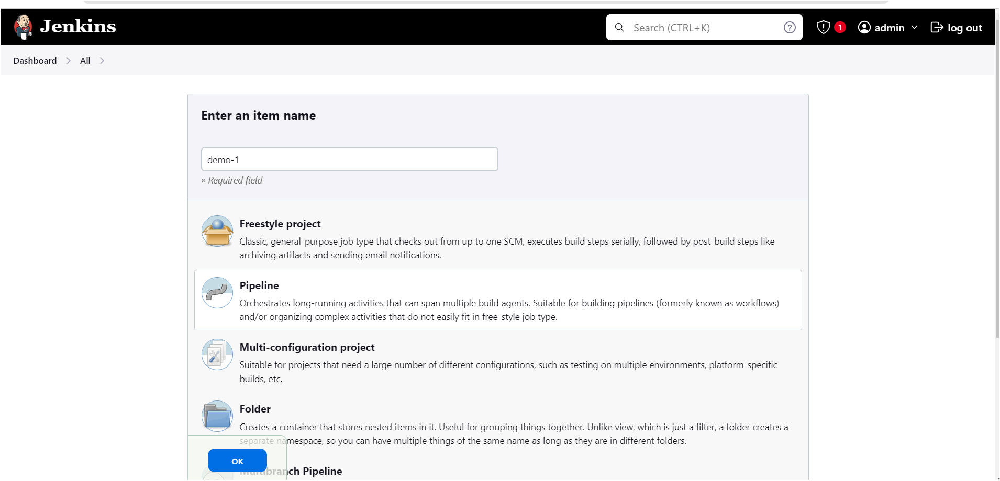 Jenkins
Search (CTRL+K)
1
admin
log out
Dashboard
All
Enter an item name
demo-1
» Required field
Freestyle project
Classic, general-purpose job type that checks out from up to one SCM, executes build steps serially, followed by post-build steps like
archiving artifacts and sending email notifications.
Pipeline
Orchestrates long-running activities that can span multiple build agents. Suitable for building pipelines (formerly known as workflows)
and/or organizing complex activities that do not easily fit in free-style job type.
Multi-configuration project
Suitable for projects that need a large number of different configurations, such as testing on multiple environments, platform-specific
builds, etc.
Folder
Creates a container that stores nested items in it. Useful for grouping things together. Unlike view, which is just a filter, a folder creates a
separate namespace, so you can have multiple things of the same name as long as they are in different folders.
OK
Multibranch Pipeline